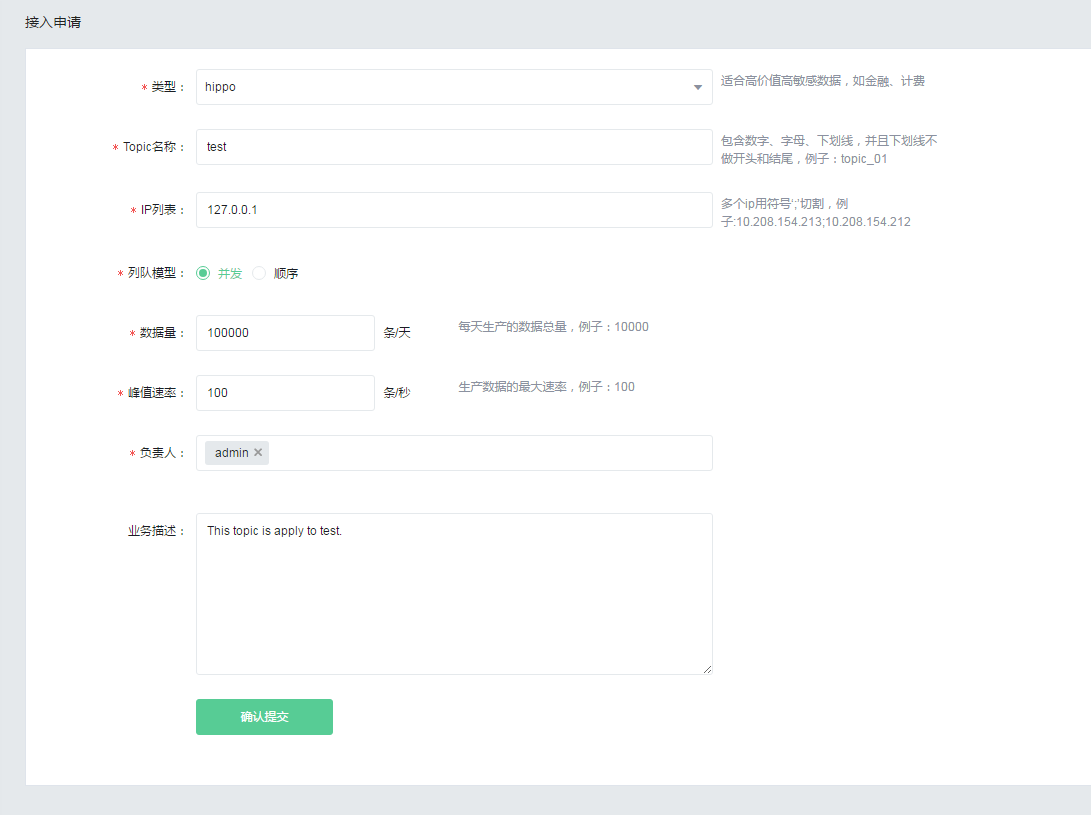 接入申请
* 类型： hippo 适合高价值高敏感数据，如金融、计费
* Topic名称： test 包含数字、字母、下划线，并且下划线不
做开头和结尾，例子：topic_01
* IP列表： 127.0.0.1 多个ip用符号';'切割，例
子:10.208.154.213;10.208.154.212
* 列队模型： 并发 顺序
* 数据量： 100000 条/天 每天生产的数据总量，例子：10000
* 峰值速率： 100 条/秒 生产数据的最大速率，例子：100
* 负责人： admin ✕
业务描述： This topic is apply to test.
确认提交